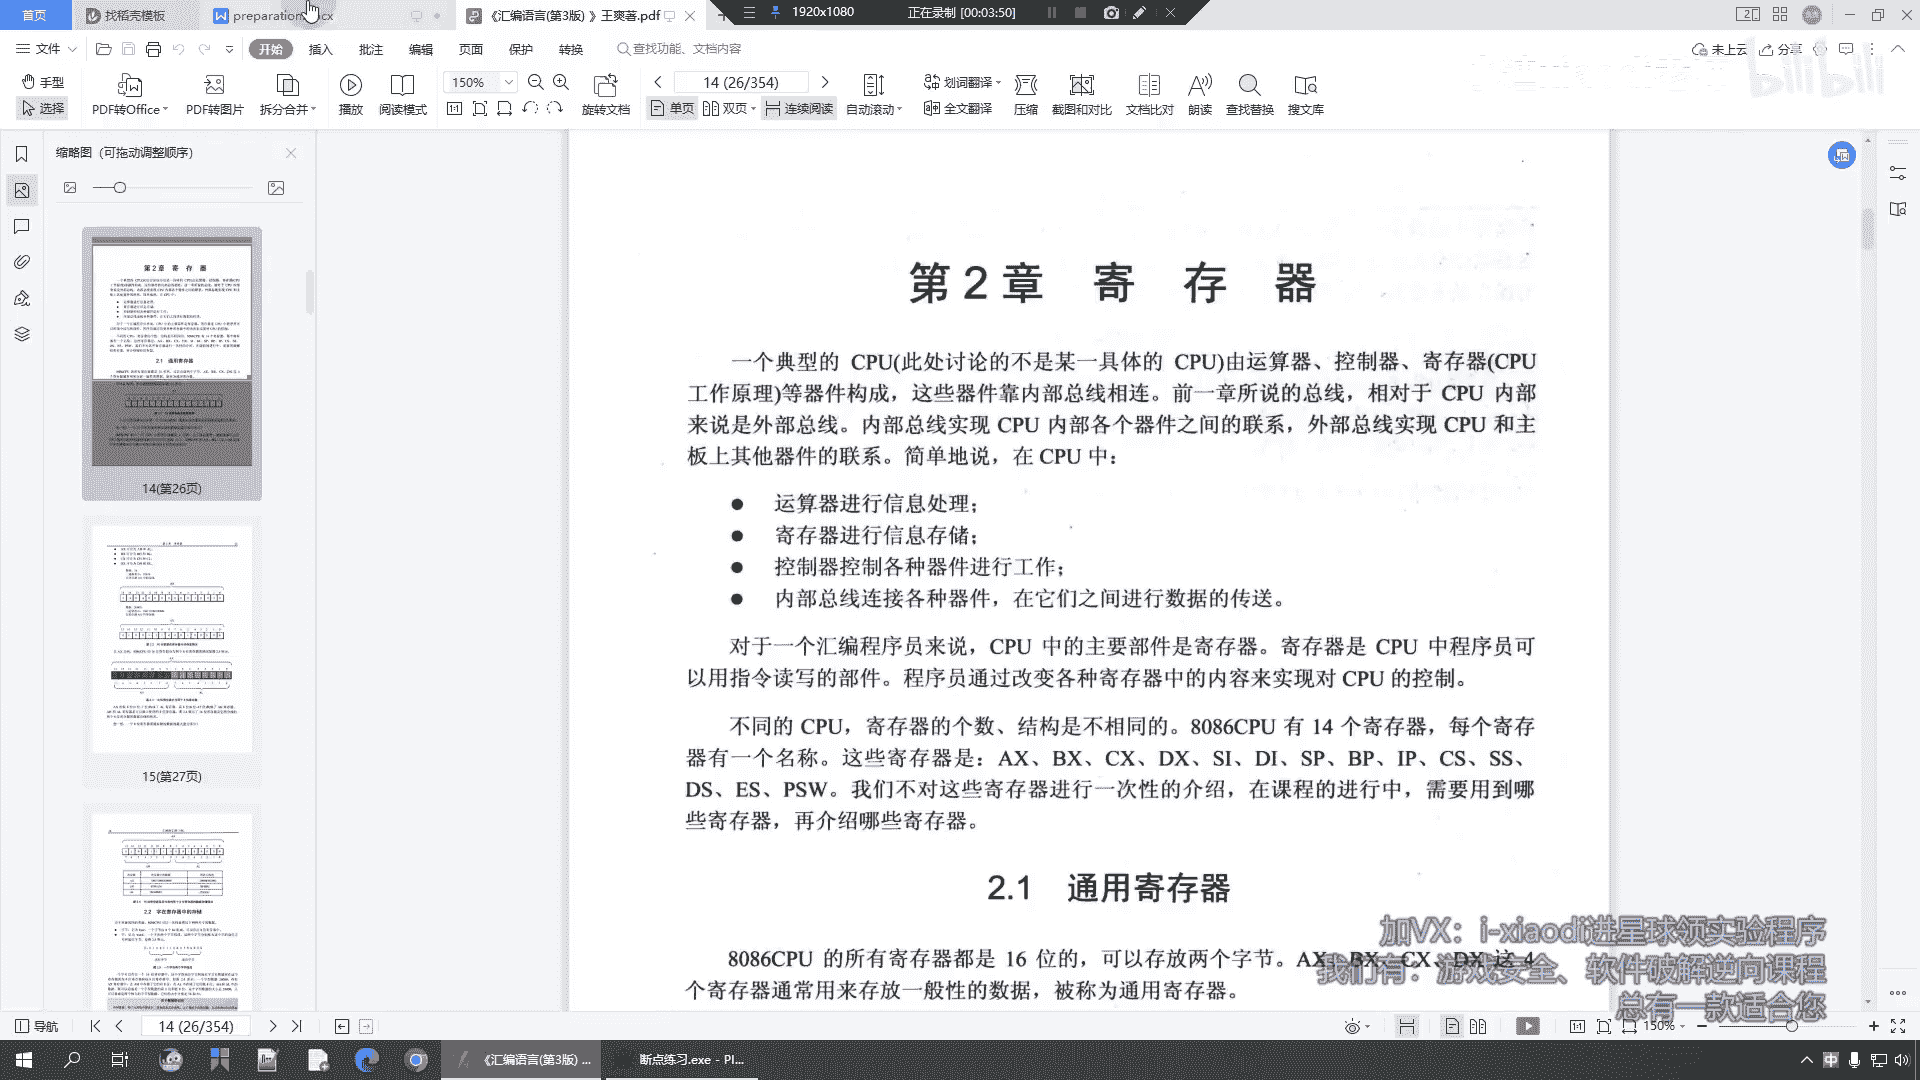 首页
找稻壳模板
preparation
cx
《汇编语言(第3版) 》王爽著.pdf
1920x1080
正在录制 [00:03:50]
文件
开始
插入
批注
编辑
页面
保护
转换
查找功能、文档内容
未上云
分享
bilibili
手型
选择
PDF转Office
PDF转图片
拆分合并
播放
阅读模式
150%
旋转文档
14 (26/354)
单页
双页
连续阅读
自动滚动
划词翻译
全文翻译
压缩
截图和对比
文档比对
朗读
查找替换
搜文库
缩略图 (可拖动调整顺序)
14(第26页)
15(第27页)
第 2 章 寄 存 器
一个典型的 CPU(此处讨论的不是某一具体的 CPU)由运算器、控制器、寄存器(CPU
工作原理)等器件构成，这些器件靠内部总线相连。前一章所说的总线，相对于 CPU 内部
来说是外部总线。内部总线实现 CPU 内部各个器件之间的联系，外部总线实现 CPU 和主
板上其他器件的联系。简单地说，在 CPU 中：
● 运算器进行信息处理；
● 寄存器进行信息存储；
● 控制器控制各种器件进行工作；
● 内部总线连接各种器件，在它们之间进行数据的传送。
对于一个汇编程序员来说，CPU 中的主要部件是寄存器。寄存器是 CPU 中程序员可
以用指令读写的部件。程序员通过改变各种寄存器中的内容来实现对 CPU 的控制。
不同的 CPU，寄存器的个数、结构是不相同的。8086CPU 有 14 个寄存器，每个寄存
器有一个名称。这些寄存器是：AX、BX、CX、DX、SI、DI、SP、BP、IP、CS、SS、
DS、ES、PSW。我们不对这些寄存器进行一次性的介绍，在课程的进行中，需要用到哪
些寄存器，再介绍哪些寄存器。
2.1 通用寄存器
8086CPU 的所有寄存器都是 16 位的，可以存放两个字节。AX、BX、CX、DX 这 4
个寄存器通常用来存放一般性的数据，被称为通用寄存器。
加VX：i-xiaodi进星球领实验程序
我们有：游戏安全、软件破解逆向课程
总有一款适合您
导航
14 (26/354)
150%
《汇编语言(第3版) ...
断点练习.exe - Pl...
中